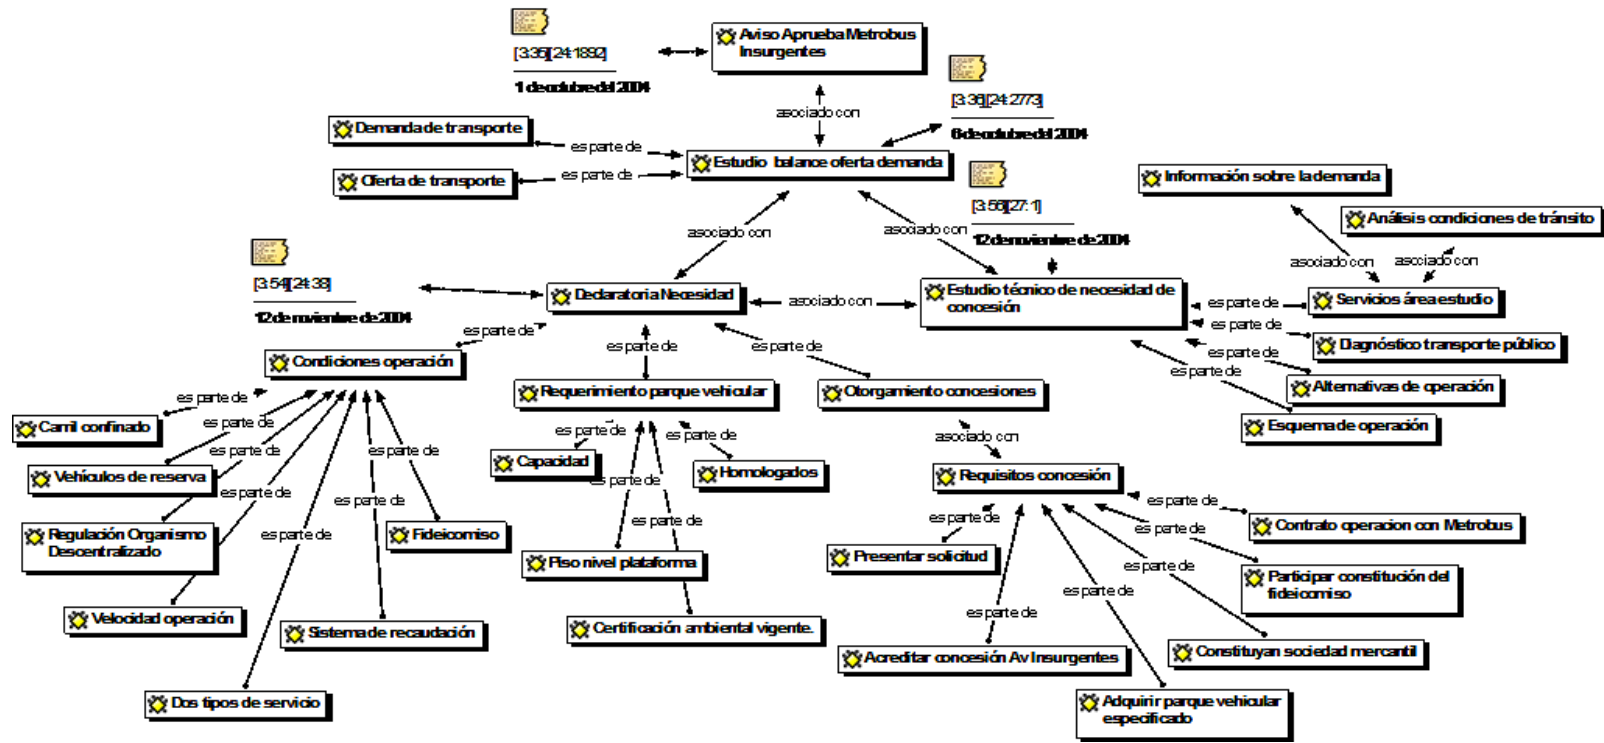 Aviso Aprueba Metrobus
Insurgentes
[3:35][24:1892]
1 de octubre del 2004
asociado con
[3:36][24:2773]
6 de octubre del 2004
Demanda de transporte
es parte de
Estudio balance oferta demanda
Oferta de transporte
es parte de
Información sobre la demanda
[3:56][27:1]
12 de noviembre de 2004
Análisis condiciones de tránsito
asociado con
asociado con
asociado con
asociado con
[3:54][24:33]
12 de noviembre de 2004
Declaratoria Necesidad
asociado con
Estudio técnico de necesidad de
concesión
Servicios área estudio
es parte de
es parte de
Diagnóstico transporte público
es parte de
Alternativas de operación
es parte de
Esquema de operación
es parte de
es parte de
es parte de
Condiciones operación
Requerimiento parque vehicular
Otorgamiento concesiones
es parte de
Carril confinado
es parte de
Vehículos de reserva
es parte de
Regulación Organismo
Descentralizado
es parte de
Velocidad operación
es parte de
Dos tipos de servicio
es parte de
Sistema de recaudación
es parte de
Fideicomiso
es parte de
Capacidad
es parte de
Homologados
es parte de
Piso nivel plataforma
es parte de
Certificación ambiental vigente.
asociado con
Requisitos concesión
es parte de
Presentar solicitud
es parte de
Acreditar concesión Av Insurgentes
es parte de
Adquirir parque vehicular
especificado
es parte de
Constituyan sociedad mercantil
es parte de
Participar constitución del
fideicomiso
es parte de
Contrato operacion con Metrobus